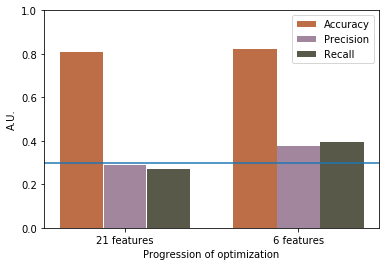 1.0
0.8
0.6
0.4
0.2
0.0
A.U.
Accuracy
Precision
Recall
21 features
6 features
Progression of optimization